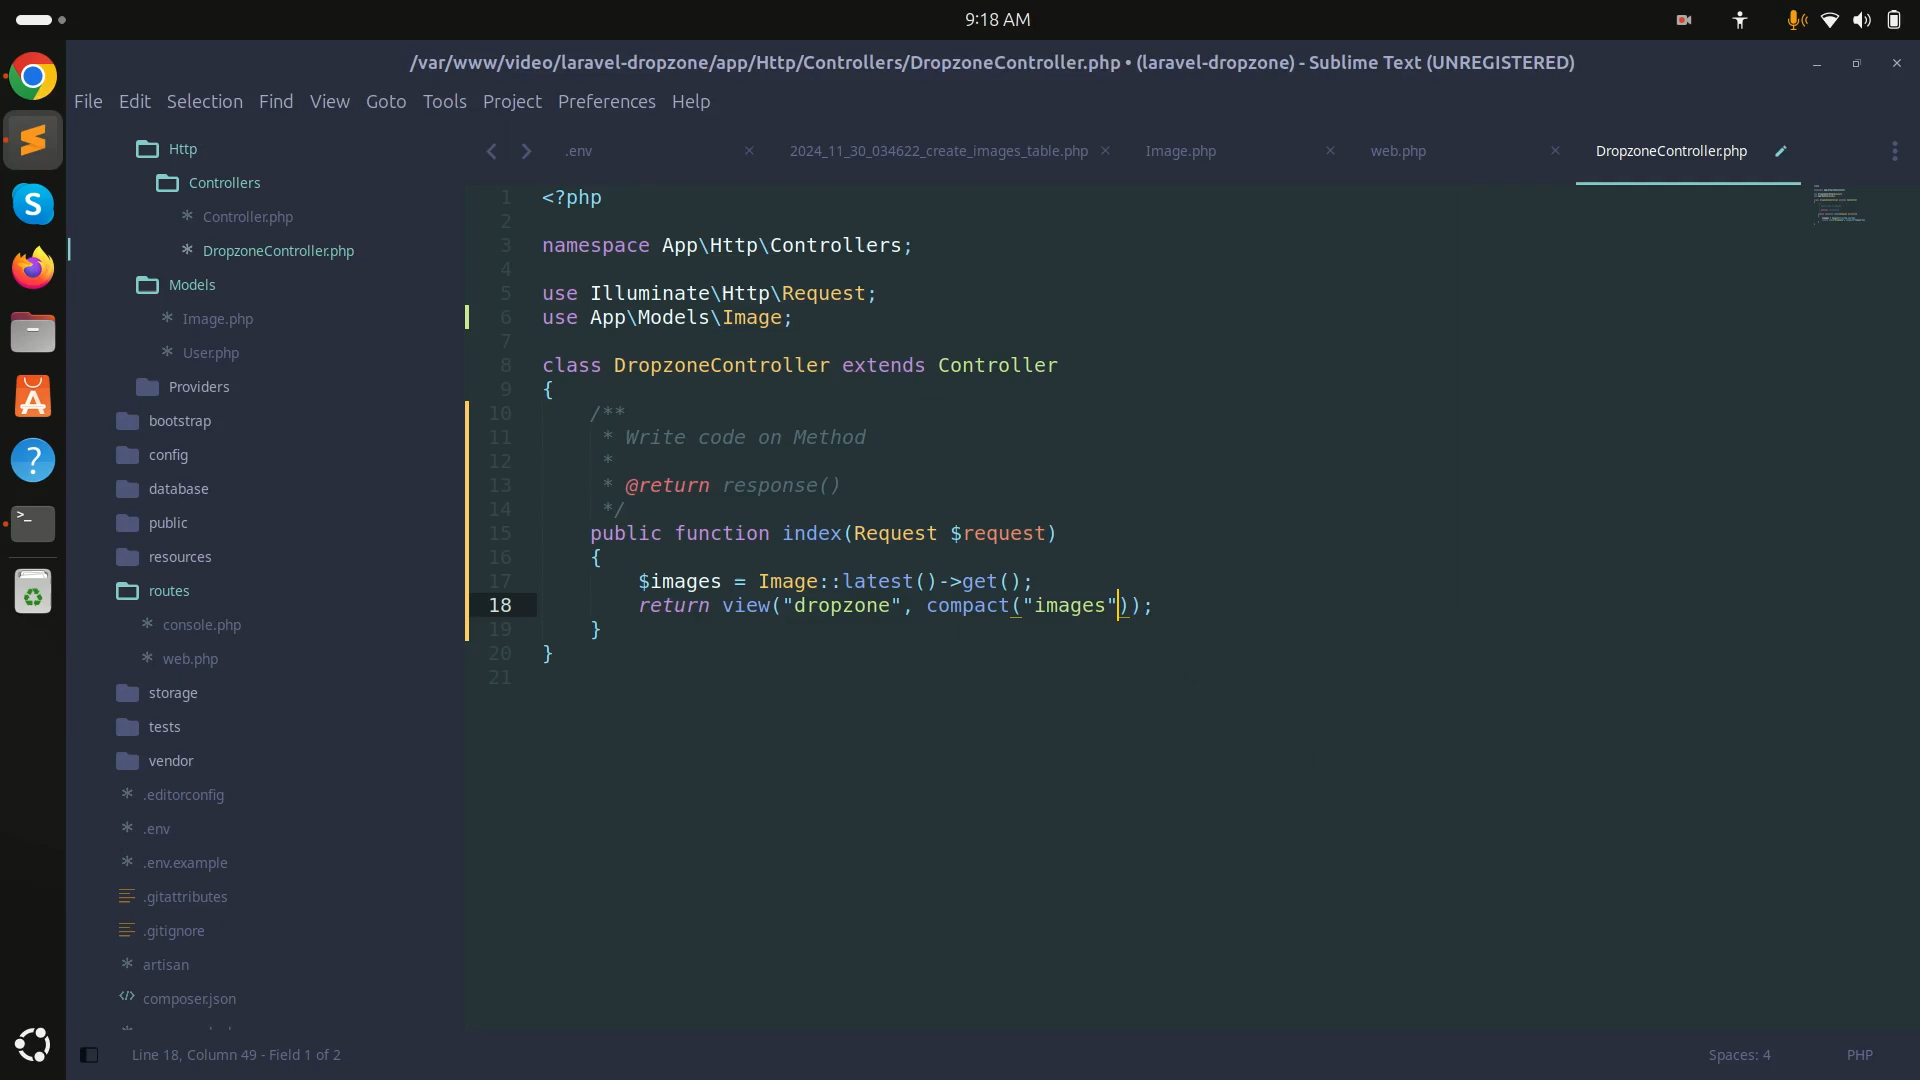 9:18 AM
/var/www/video/laravel-dropzone/app/Http/Controllers/DropzoneController.php • (laravel-dropzone) - Sublime Text (UNREGISTERED)
File Edit Selection Find View Goto Tools Project Preferences Help
Http
Controllers
Controller.php
DropzoneController.php
Models
Image.php
User.php
Providers
bootstrap
config
database
public
resources
routes
console.php
web.php
storage
tests
vendor
.editorconfig
.env
.env.example
.gitattributes
.gitignore
artisan
composer.json
.env 2024_11_30_034622_create_images_table.php Image.php web.php DropzoneController.php
1 <?php
2
3 namespace App\Http\Controllers;
4
5 use Illuminate\Http\Request;
6 use App\Models\Image;
7
8 class DropzoneController extends Controller
9 {
10 /**
11 * Write code on Method
12 *
13 * @return response()
14 */
15 public function index(Request $request)
16 {
17 $images = Image::latest()->get();
18 return view("dropzone", compact("images"));
19 }
20 }
21
Line 18, Column 49 - Field 1 of 2
Spaces: 4 PHP